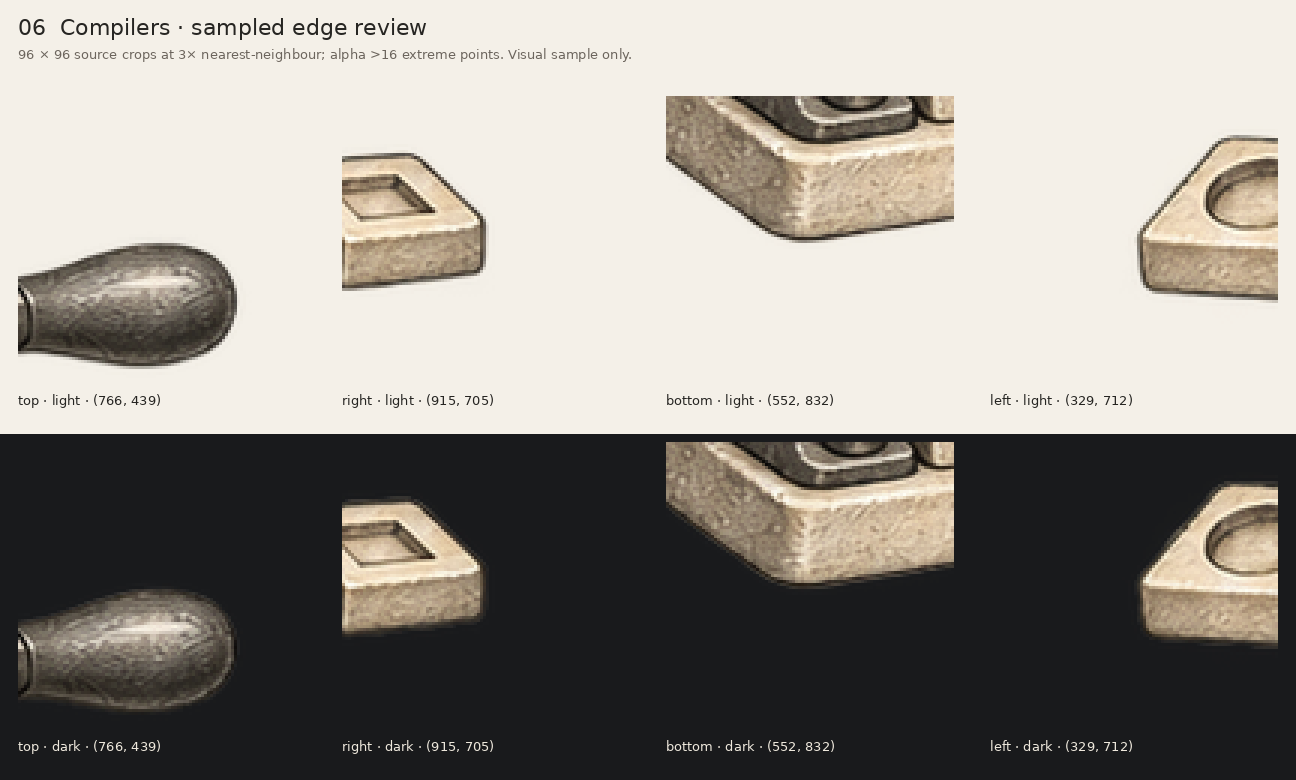 06 Compilers · sampled edge review
96 × 96 source crops at 3× nearest-neighbour; alpha >16 extreme points. Visual sample only.
top · light · (766, 439)
right · light · (915, 705)
bottom · light · (552, 832)
left · light · (329, 712)
top · dark · (766, 439)
right · dark · (915, 705)
bottom · dark · (552, 832)
left · dark · (329, 712)